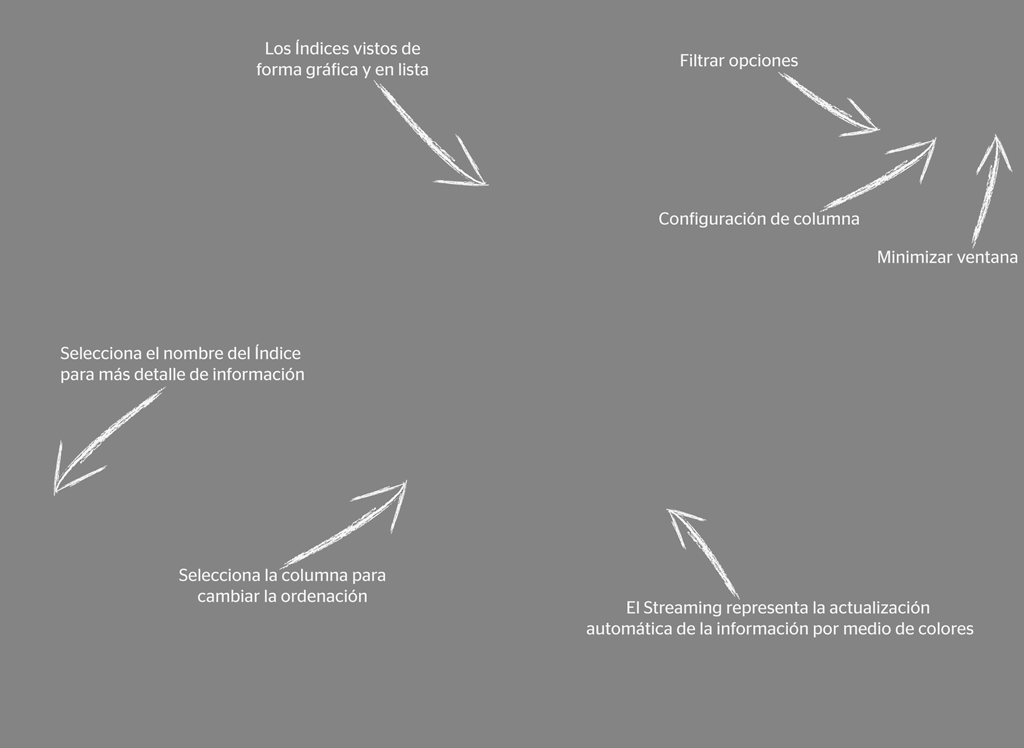 Los Índices vistos de
forma gráfica y en lista
Filtrar opciones
Configuración de columna
Minimizar ventana
Selecciona el nombre del Índice
para más detalle de información
Selecciona la columna para
cambiar la ordenación
El Streaming representa la actualización
automática de la información por medio de colores